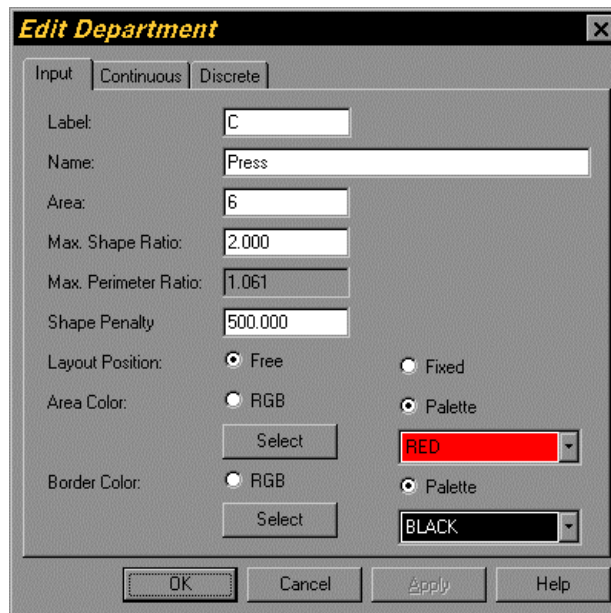 Edit Department
Input Continuous Discrete
Label: C
Name: Press
Area: 6
Max. Shape Ratio: 2.000
Max. Perimeter Ratio: 1.061
Shape Penalty 500.000
Layout Position: Free Fixed
Area Color: RGB Palette
Select RED
Border Color: RGB Palette
Select BLACK
OK Cancel Apply Help